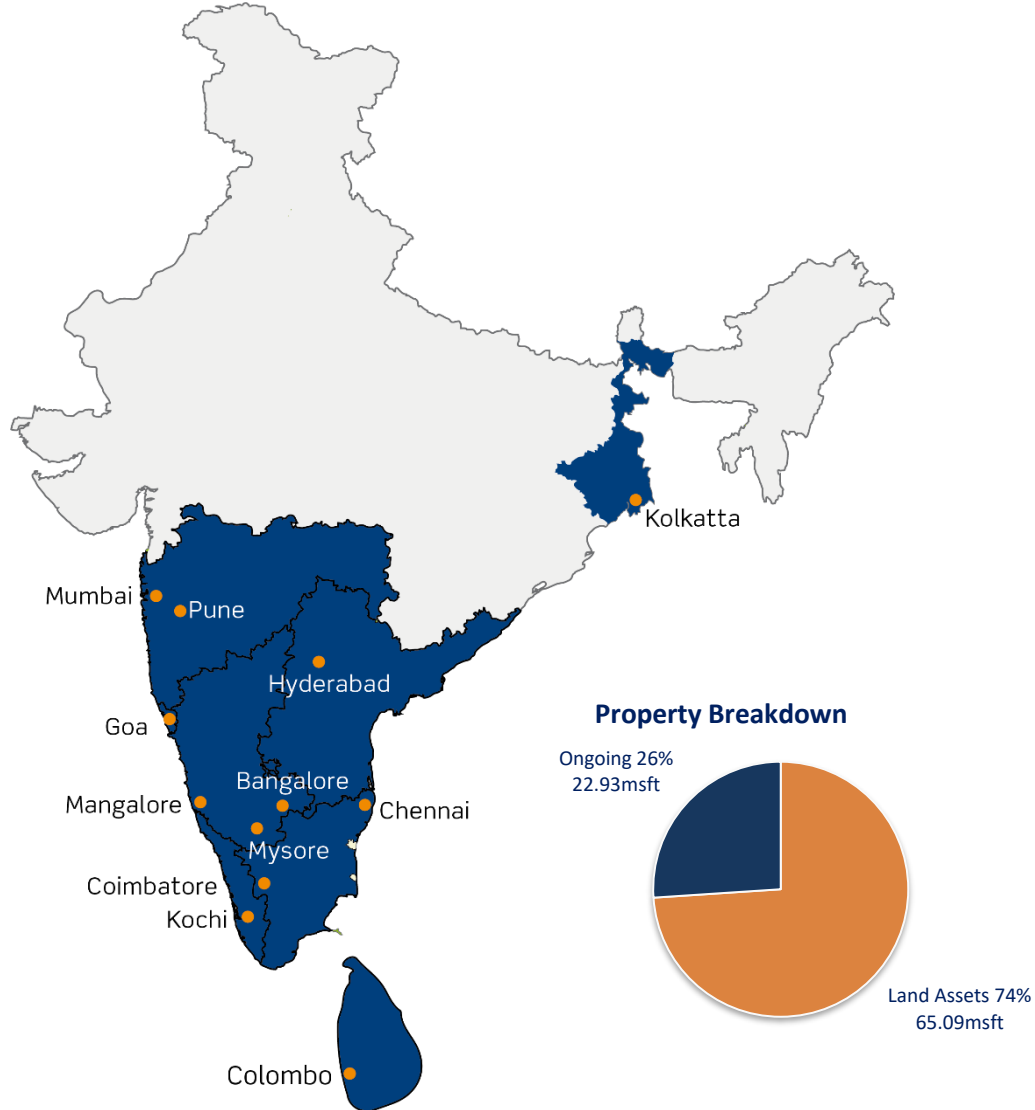 Kolkatta
Mumbai
Pune
Hyderabad
Goa
Bangalore
Mangalore
Chennai
Mysore
Coimbatore
Kochi
Colombo
Property Breakdown
Ongoing 26%
22.93msft
Land Assets 74%
65.09msft